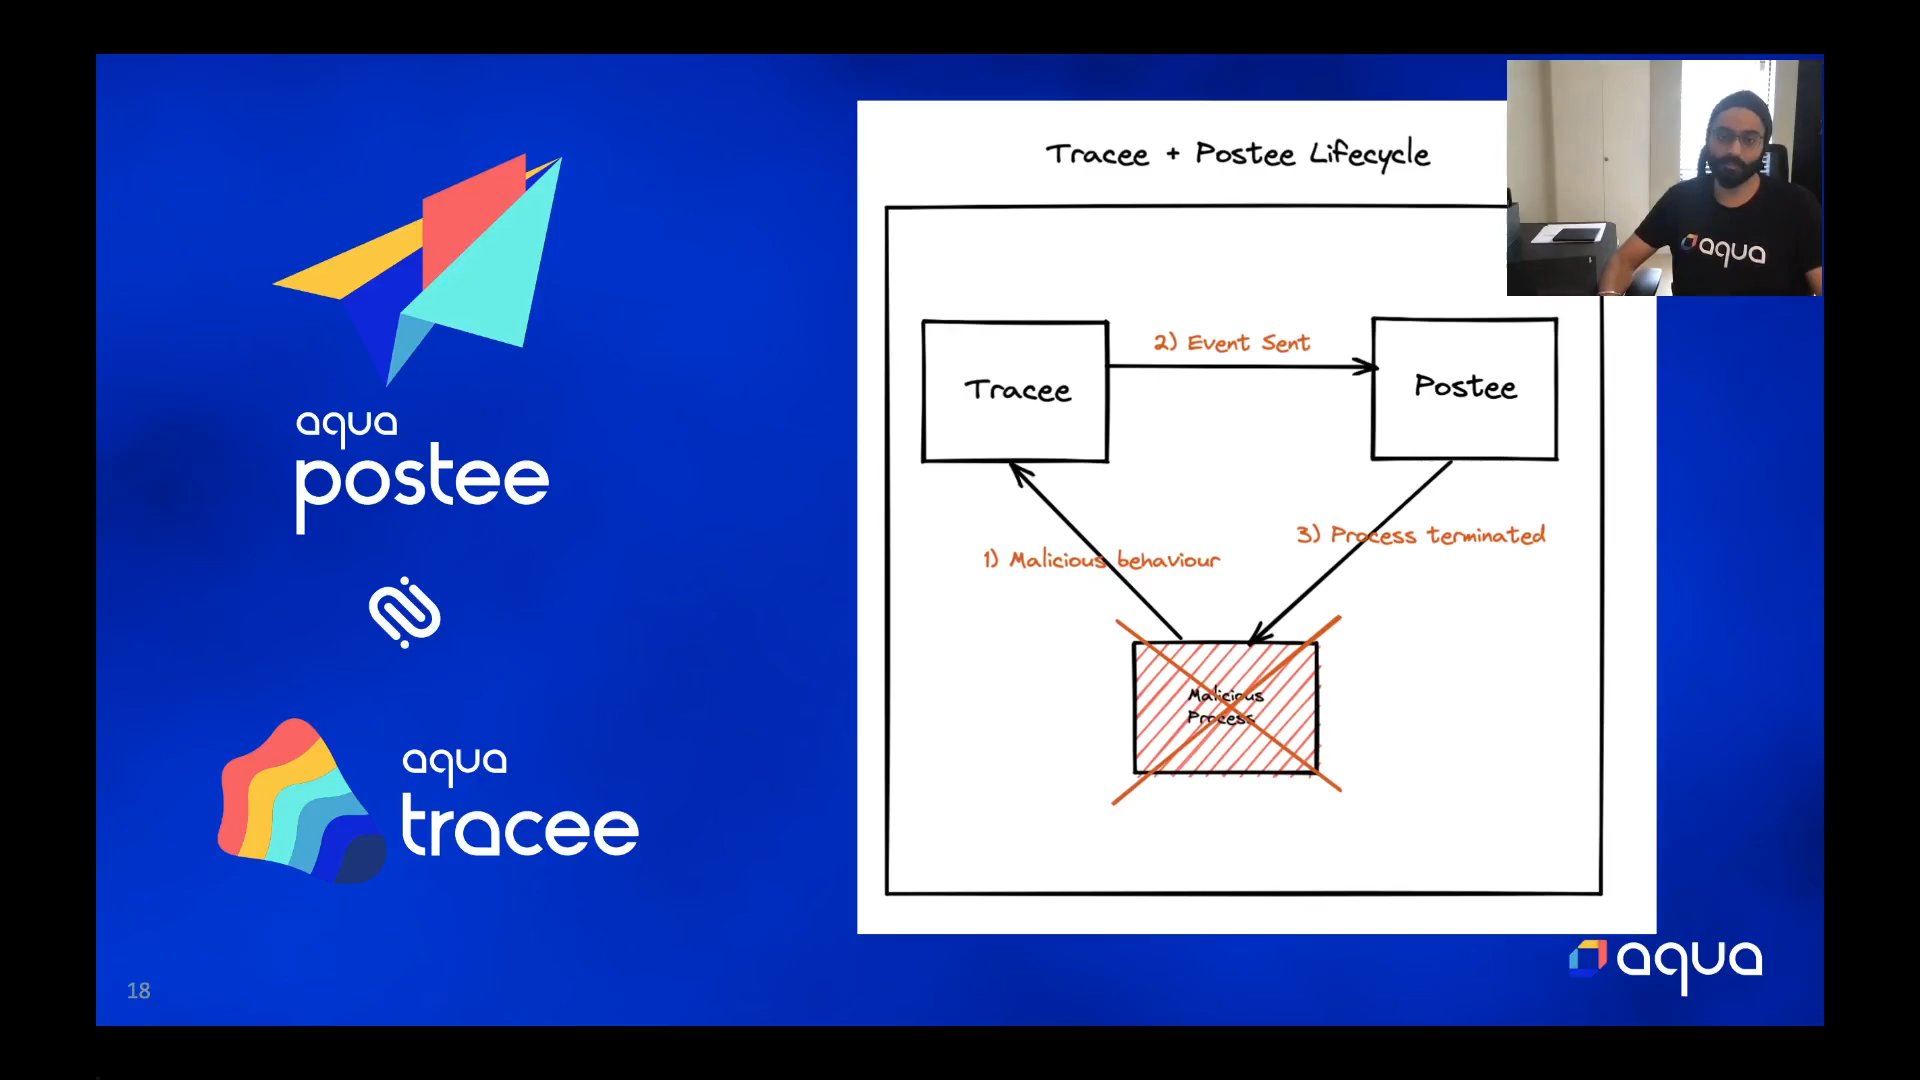 aqua
postee
aqua
tracee
18
Tracee + Postee Lifecycle
Tracee
2) Event Sent
Postee
1) Malicious behaviour
3) Process terminated
Malicious
Process
aqua
aqua